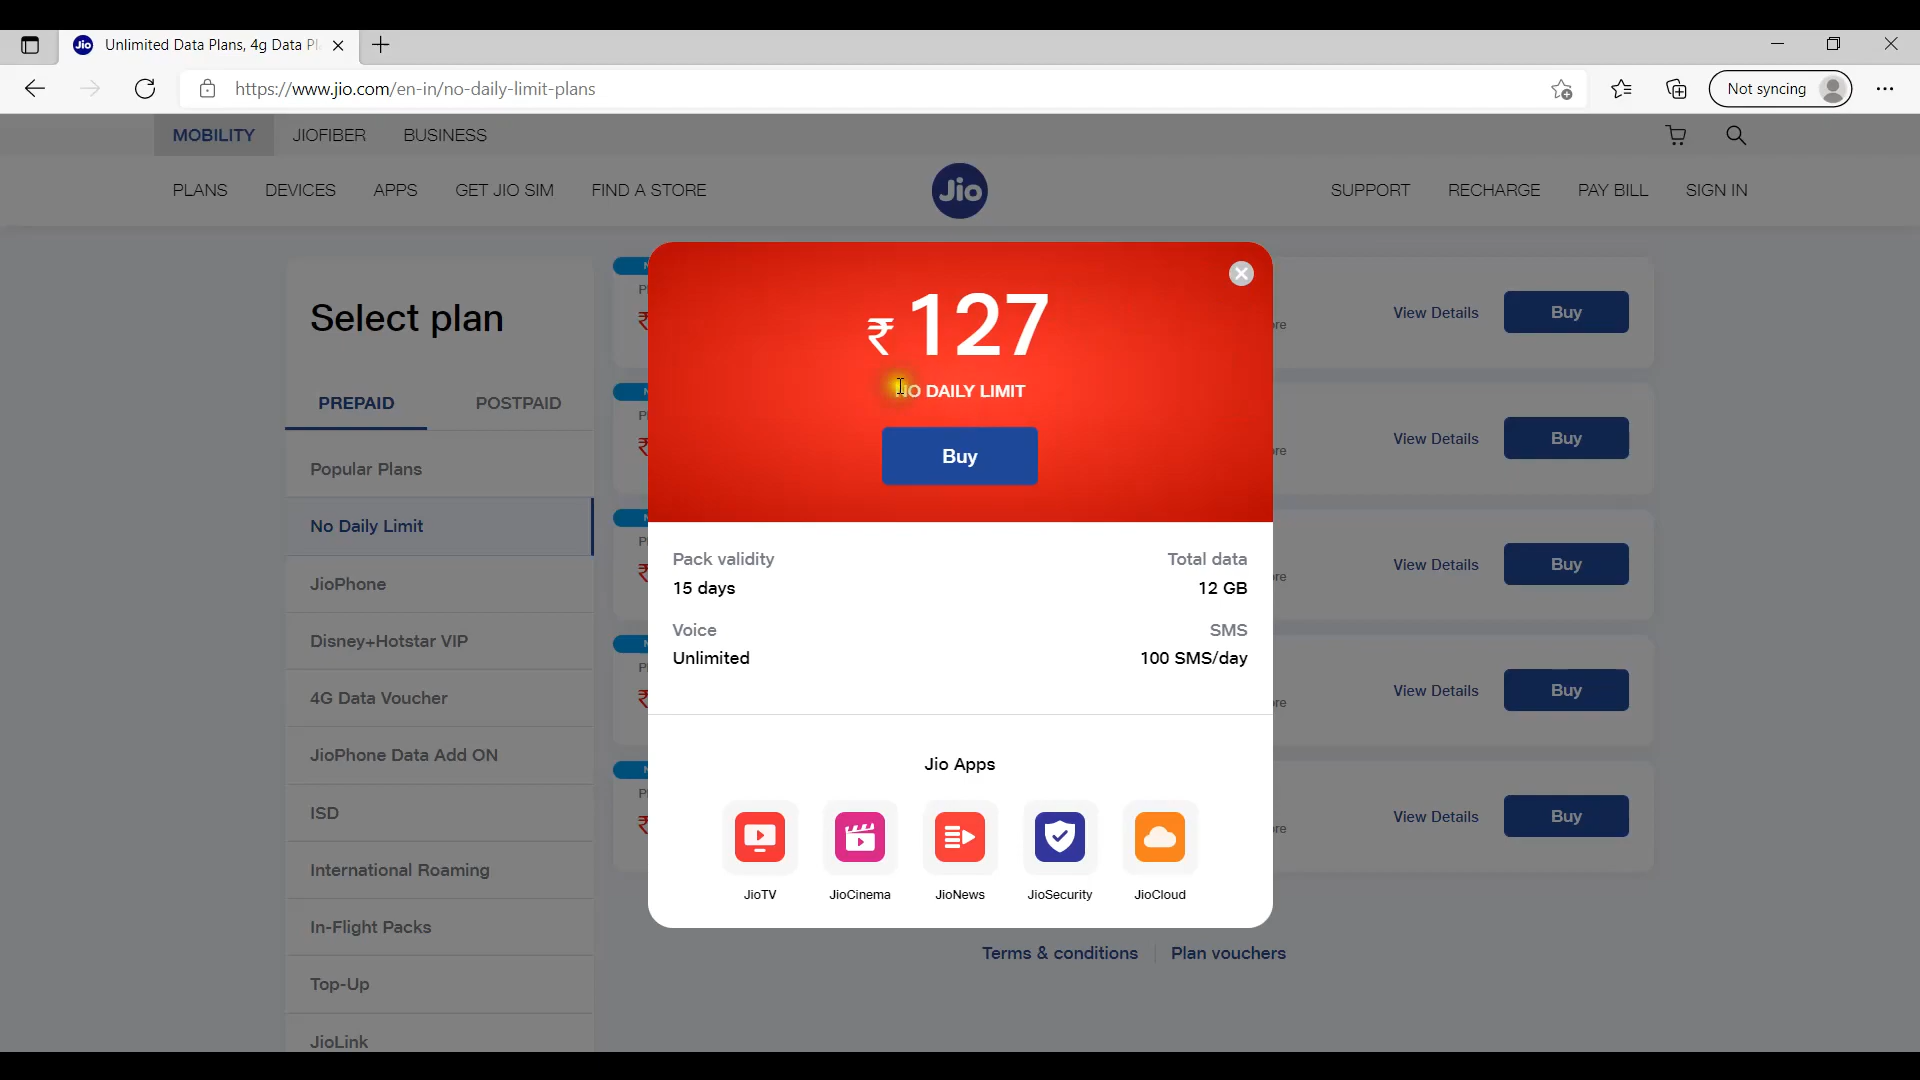 Jio Unlimited Data Plans, 4g Data Pl
https://www.jio.com/en-in/no-daily-limit-plans
Not syncing
MOBILITY JIOFIBER BUSINESS
PLANS DEVICES APPS GET JIO SIM FIND A STORE Jio SUPPORT RECHARGE PAY BILL SIGN IN
Select plan
PREPAID POSTPAID
Popular Plans
No Daily Limit
JioPhone
Disney+Hotstar VIP
4G Data Voucher
JioPhone Data Add ON
ISD
International Roaming
In-Flight Packs
Top-Up
JioLink
₹ 127
NO DAILY LIMIT
Buy
Pack validity Total data
15 days 12 GB
Voice SMS
Unlimited 100 SMS/day
Jio Apps
JioTV JioCinema JioNews JioSecurity JioCloud
View Details Buy
View Details Buy
View Details Buy
View Details Buy
View Details Buy
Terms & conditions Plan vouchers